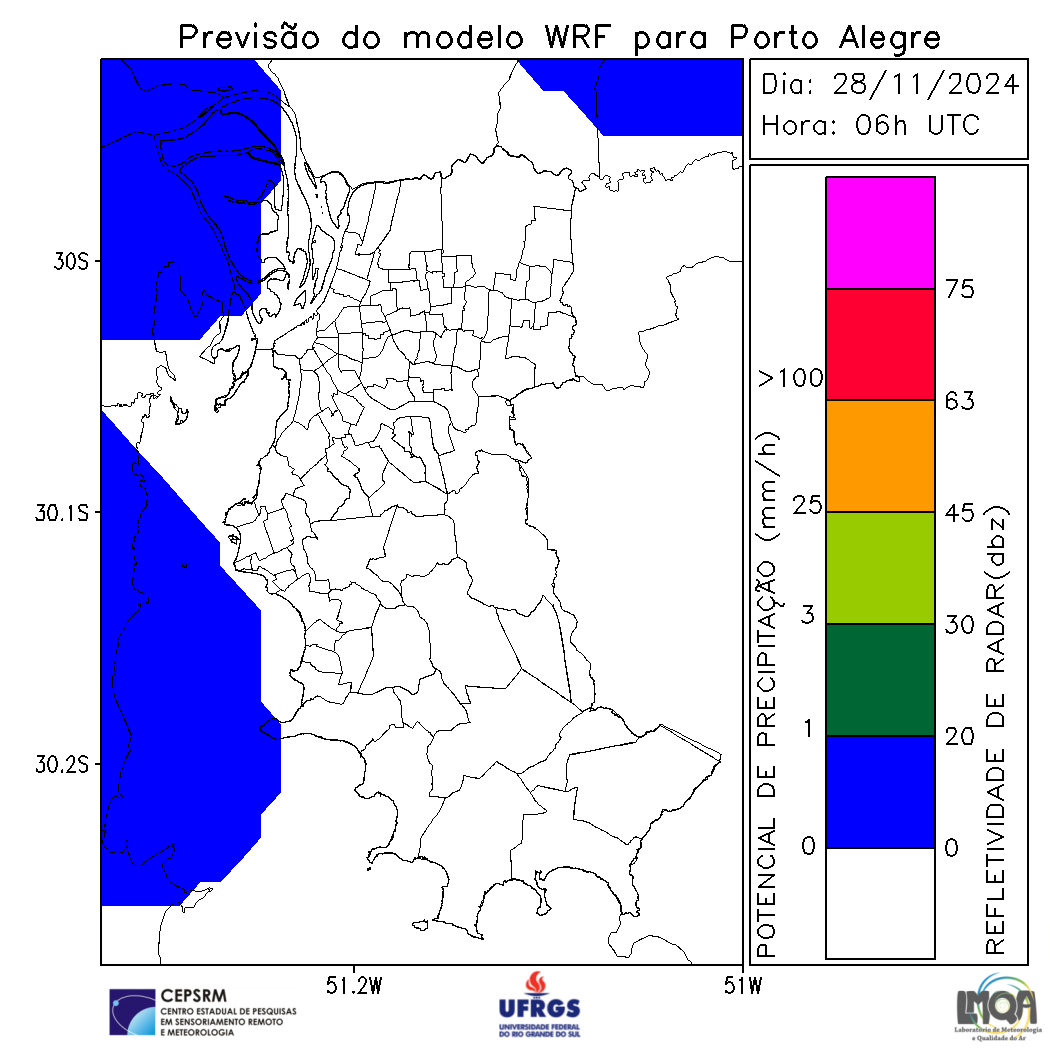 Previsão do modelo WRF para Porto Alegre
Dia: 28/11/2024
Hora: 06h UTC
30S
30.1S
30.2S
51.2W
51W
POTENCIAL DE PRECIPITAÇÃO (mm/h)
>100
25
3
1
0
75
63
45
30
20
0
REFLETIVIDADE DE RADAR(dbz)
CEPSRM
CENTRO ESTADUAL DE PESQUISAS
EM SENSORIAMENTO REMOTO
E METEOROLOGIA
UFRGS
UNIVERSIDADE FEDERAL
DO RIO GRANDE DO SUL
LMQA
Laboratório de Meteorologia
e Qualidade do Ar